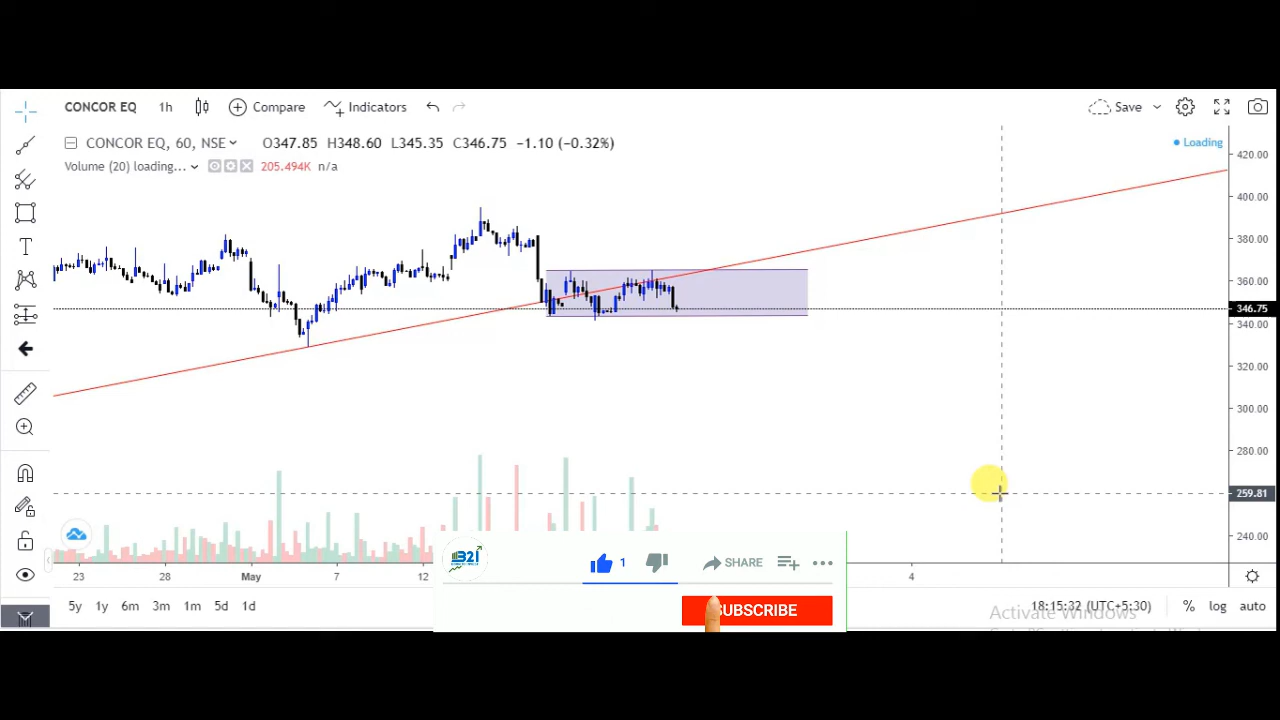 CONCOR EQ 1h Compare Indicators Save
CONCOR EQ, 60, NSE O347.85 H348.60 L345.35 C346.75 −1.10 (−0.32%)
Loading
Volume (20) loading... 205.494K n/a
420.00
400.00
380.00
360.00
346.75
340.00
320.00
300.00
280.00
259.81
240.00
B2i
1 SHARE
23 28 May 7 12 4
5y 1y 6m 3m 1m 5d 1d
SUBSCRIBE
18:15:32 (UTC+5:30) % log auto
Activate Windows